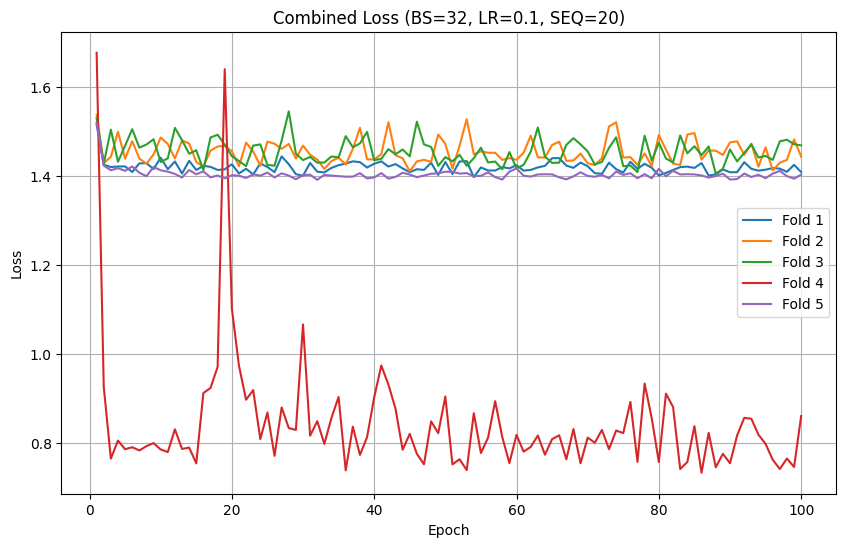 Combined Loss (BS=32, LR=0.1, SEQ=20)
Loss
1.6
1.4
1.2
1.0
0.8
Fold 1
Fold 2
Fold 3
Fold 4
Fold 5
0 20 40 60 80 100
Epoch